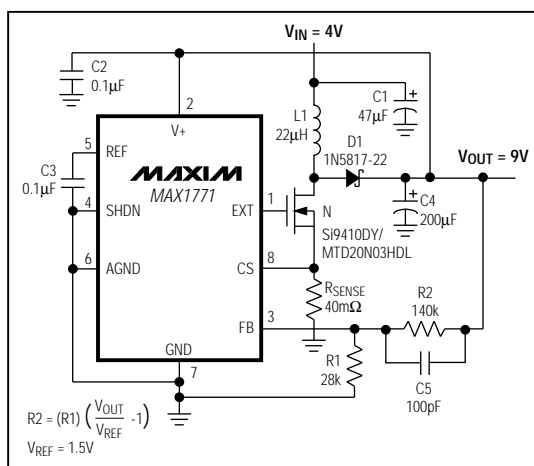 VIN = 4V
C2
0.1µF
2
V+
L1
22µH
C1
47µF
+
D1
1N5817-22
VOUT = 9V
5
REF
C3
0.1µF
MAXIM
MAX1771
4
SHDN
EXT
1
N
+
C4
200µF
Si9410DY/
MTD20N03HDL
6
AGND
CS
8
RSENSE
40mΩ
R2
140k
FB
3
R1
28k
C5
100pF
GND
7
R2 = (R1) (VOUT/VREF -1)
VREF = 1.5V